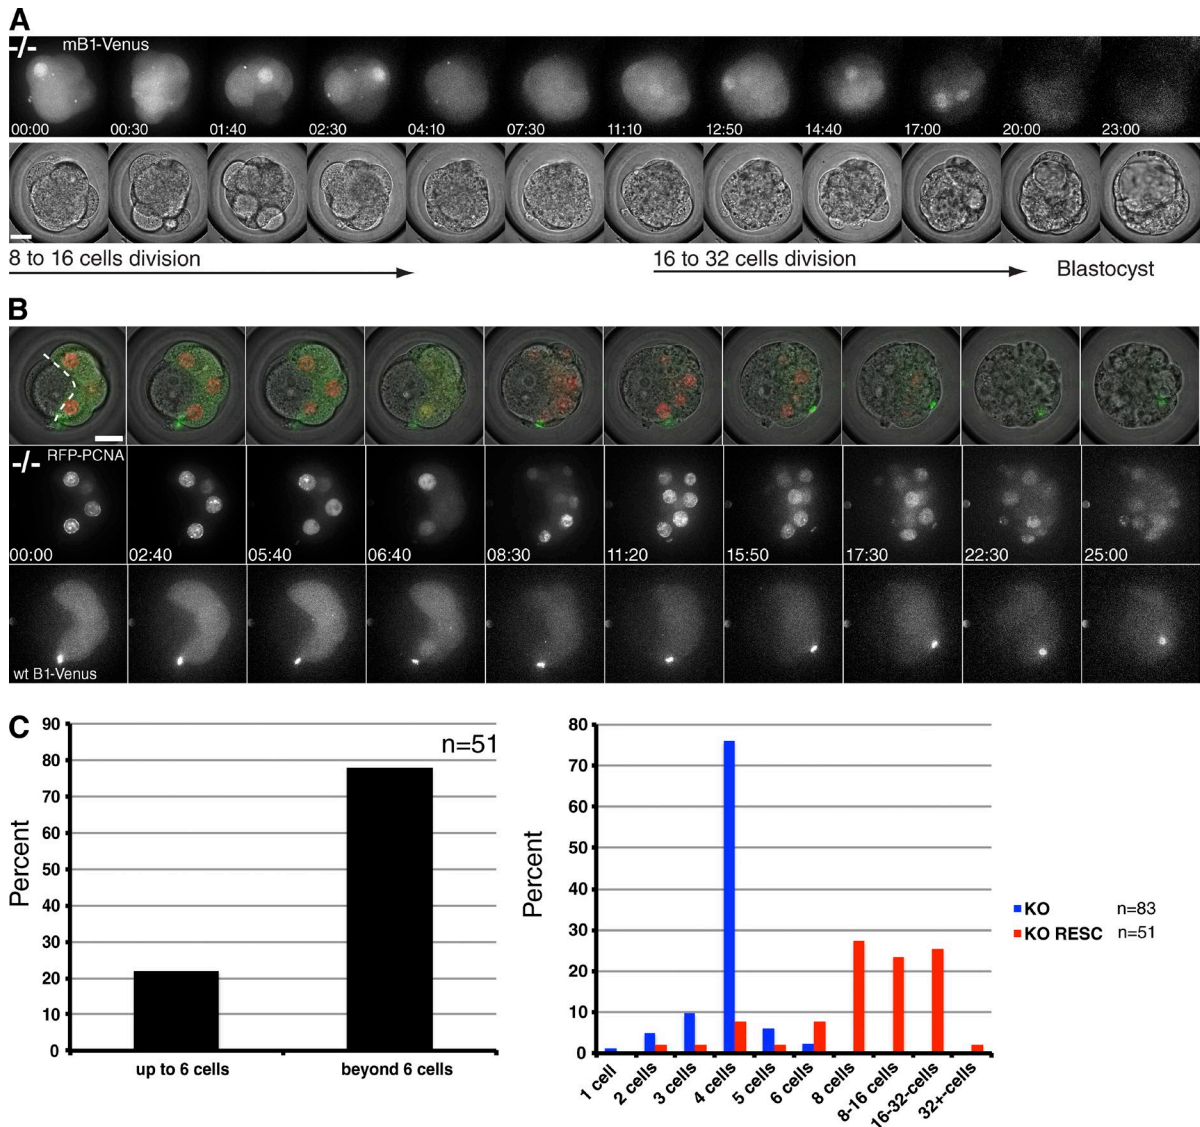 A
-/- mB1-Venus
00:00 00:30 01:40 02:30 04:10 07:30 11:10 12:50 14:40 17:00 20:00 23:00
8 to 16 cells division 16 to 32 cells division Blastocyst
B
-/- RFP-PCNA
00:00 02:40 05:40 06:40 08:30 11:20 15:50 17:30 22:30 25:00
wt B1-Venus
C
90
80
70
60
50
40
30
20
10
0
Percent
n=51
up to 6 cells beyond 6 cells
80
70
60
50
40
30
20
10
0
Percent
1 cell 2 cells 3 cells 4 cells 5 cells 6 cells 8 cells 8-16 cells 16-32-cells 32+-cells
KO n=83
KO RESC n=51